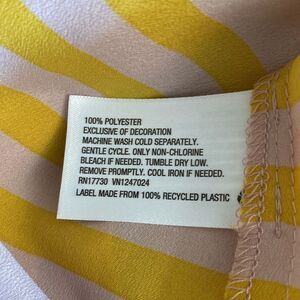 100% POLYESTER
EXCLUSIVE OF DECORATION
MACHINE WASH COLD SEPARATELY.
GENTLE CYCLE. ONLY NON-CHLORINE
BLEACH IF NEEDED. TUMBLE DRY LOW.
REMOVE PROMPTLY. COOL IRON IF NEEDED.
RN17730 VN1247024
LABEL MADE FROM 100% RECYCLED PLASTIC